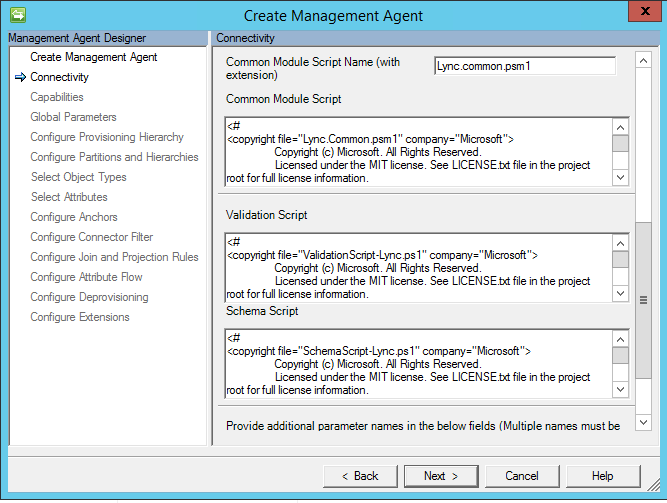 Create Management Agent
X
Management Agent Designer
Create Management Agent
Connectivity
Capabilities
Global Parameters
Configure Provisioning Hierarchy
Configure Partitions and Hierarchies
Select Object Types
Select Attributes
Configure Anchors
Configure Connector Filter
Configure Join and Projection Rules
Configure Attribute Flow
Configure Deprovisioning
Configure Extensions
Connectivity
Common Module Script Name (with
extension)
Lync.common.psm1
Common Module Script
<#
<copyright file="Lync.Common.psm1" company="Microsoft">
Copyright (c) Microsoft. All Rights Reserved.
Licensed under the MIT license. See LICENSE.txt file in the project
root for full license information.
Validation Script
<#
<copyright file="ValidationScript-Lync.ps1" company="Microsoft">
Copyright (c) Microsoft. All Rights Reserved.
Licensed under the MIT license. See LICENSE.txt file in the project
root for full license information.
Schema Script
<#
<copyright file="SchemaScript-Lync.ps1" company="Microsoft">
Copyright (c) Microsoft. All Rights Reserved.
Licensed under the MIT license. See LICENSE.txt file in the project
root for full license information.
Provide additional parameter names in the below fields (Multiple names must be
< Back
Next >
Cancel
Help